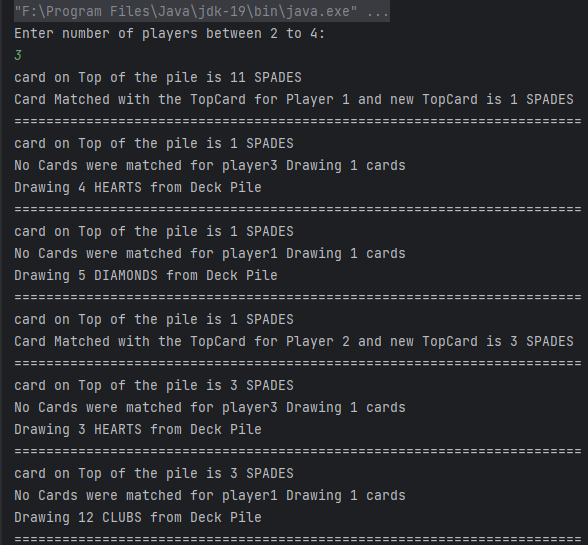 "F:\Program Files\Java\jdk-19\bin\java.exe" ...
Enter number of players between 2 to 4:
3
card on Top of the pile is 11 SPADES
Card Matched with the TopCard for Player 1 and new TopCard is 1 SPADES
=======================================================================
card on Top of the pile is 1 SPADES
No Cards were matched for player3 Drawing 1 cards
Drawing 4 HEARTS from Deck Pile
=======================================================================
card on Top of the pile is 1 SPADES
No Cards were matched for player1 Drawing 1 cards
Drawing 5 DIAMONDS from Deck Pile
=======================================================================
card on Top of the pile is 1 SPADES
Card Matched with the TopCard for Player 2 and new TopCard is 3 SPADES
=======================================================================
card on Top of the pile is 3 SPADES
No Cards were matched for player3 Drawing 1 cards
Drawing 3 HEARTS from Deck Pile
=======================================================================
card on Top of the pile is 3 SPADES
No Cards were matched for player1 Drawing 1 cards
Drawing 12 CLUBS from Deck Pile
=======================================================================